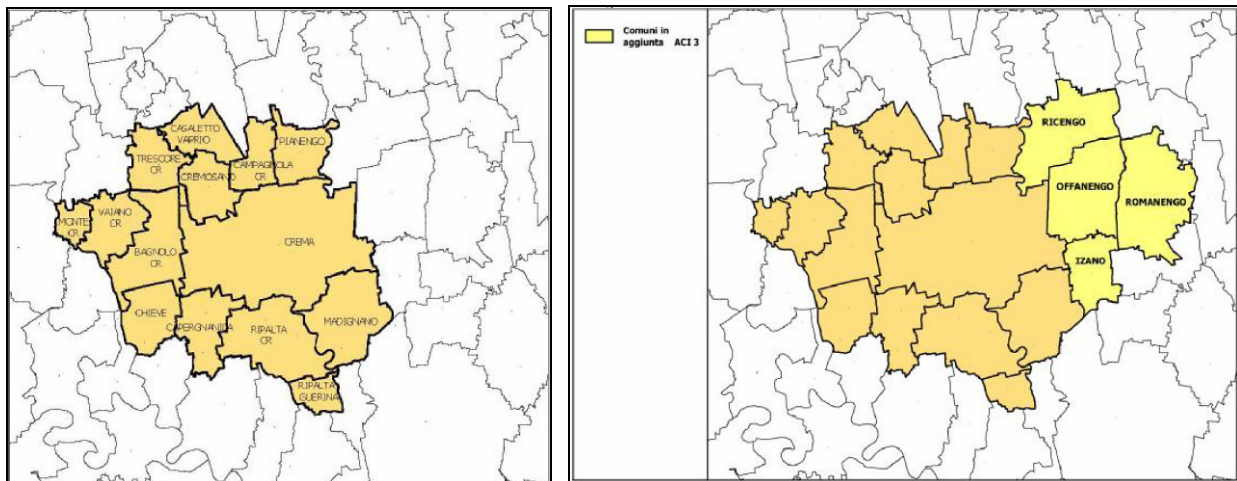 CASALETTO
VAPRIO
PIANENGO
TRESCORE
CR
CAMPAGNOLA
CR
CREMOSANO
MONTE
CR
VAIANO
CR
BAGNOLO
CR
CREMA
CHIEVE
CAPERGNANICA
RIPALTA
CR
MADIGNANO
RIPALTA
GUERINA
Comuni in
aggiunta ACI 3
RICENGO
OFFANENGO
ROMANENGO
IZANO